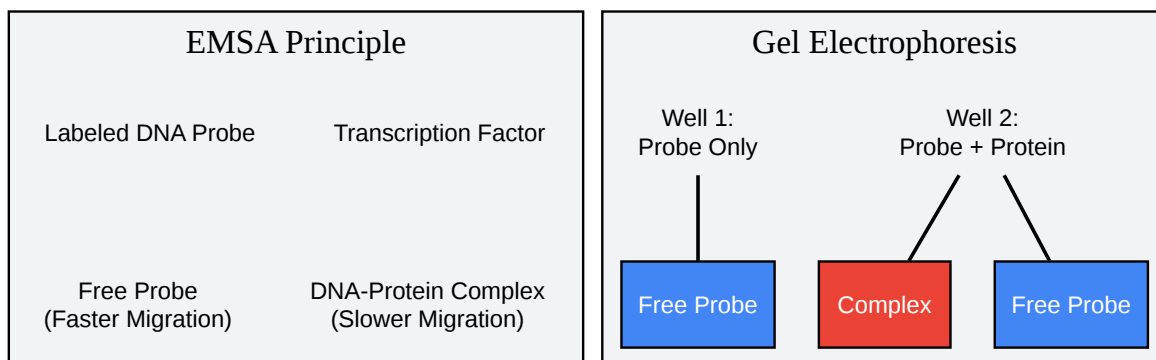 EMSA Principle
Labeled DNA Probe
Transcription Factor
Free Probe
(Faster Migration)
DNA-Protein Complex
(Slower Migration)
Gel Electrophoresis
Well 1:
Probe Only
Well 2:
Probe + Protein
Free Probe
Complex
Free Probe